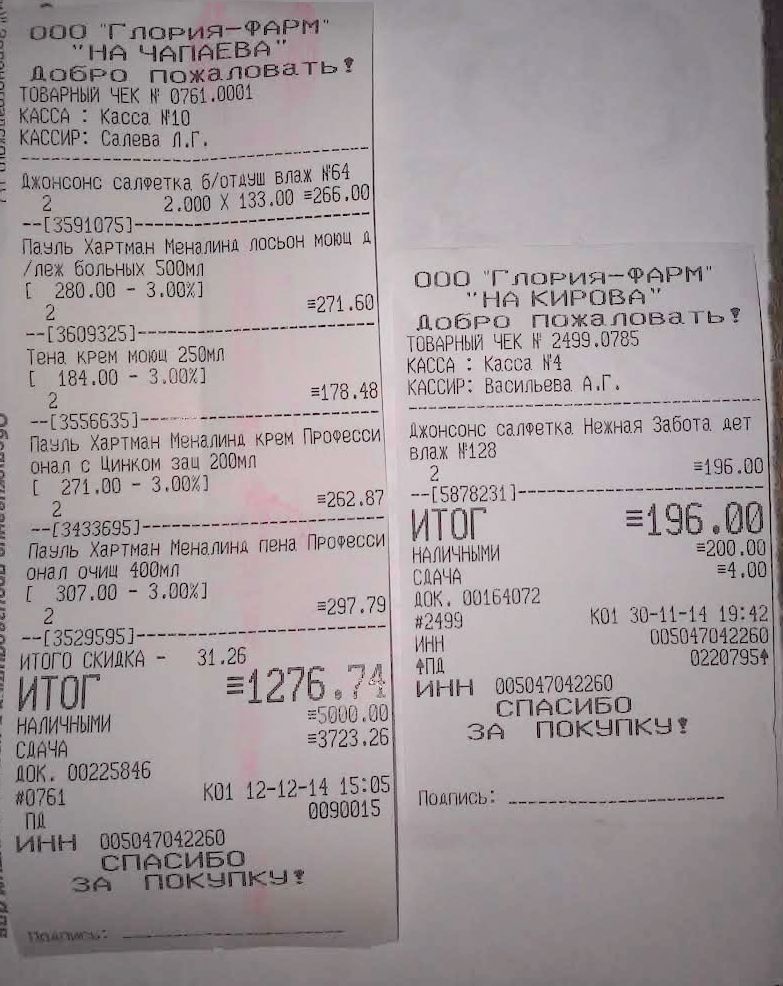 ООО "Глория-ФАРМ"
"НА ЧАПАЕВА"
Добро пожаловать!
ТОВАРНЫЙ ЧЕК № 0761.0001
КАССА : Касса №10
КАССИР: Салева Л.Г.
Джонсонс салфетка б/отдуш влаж №64
2 2.000 X 133.00 ≡266.00
--[3591075]--
Пауль Хартман Меналинд лосьон моющ д
/леж больных 500мл
[ 280.00 - 3.00%]
2 ≡271.60
--[3609325]--
Тена крем моющ 250мл
[ 184.00 - 3.00%]
2 ≡178.48
--[3556635]--
Пауль Хартман Меналинд крем Професси
онал с Цинком защ 200мл
[ 271.00 - 3.00%]
2 ≡262.87
--[3433695]--
Пауль Хартман Меналинд пена Професси
онал очищ 400мл
[ 307.00 - 3.00%]
2 ≡297.79
--[3529595]--
ИТОГО СКИДКА - 31.26
ИТОГ ≡1276.74
НАЛИЧНЫМИ ≡5000.00
СДАЧА ≡3723.26
ДОК. 00225846
#0761 К01 12-12-14 15:05
ПД 0090015
ИНН 005047042260
СПАСИБО
ЗА ПОКУПКУ!
Подпись: ____________________
ООО "Глория-ФАРМ"
"НА КИРОВА"
Добро пожаловать!
ТОВАРНЫЙ ЧЕК № 2499.0785
КАССА : Касса №4
КАССИР: Васильева А.Г.
Джонсонс салфетка Нежная Забота дет
влаж №128
2 ≡196.00
--[5878231]--
ИТОГ ≡196.00
НАЛИЧНЫМИ ≡200.00
СДАЧА ≡4.00
ДОК. 00164072
#2499 К01 30-11-14 19:42
ИНН 005047042260
↑ПД 0220795↑
ИНН 005047042260
СПАСИБО
ЗА ПОКУПКУ!
Подпись: ____________________